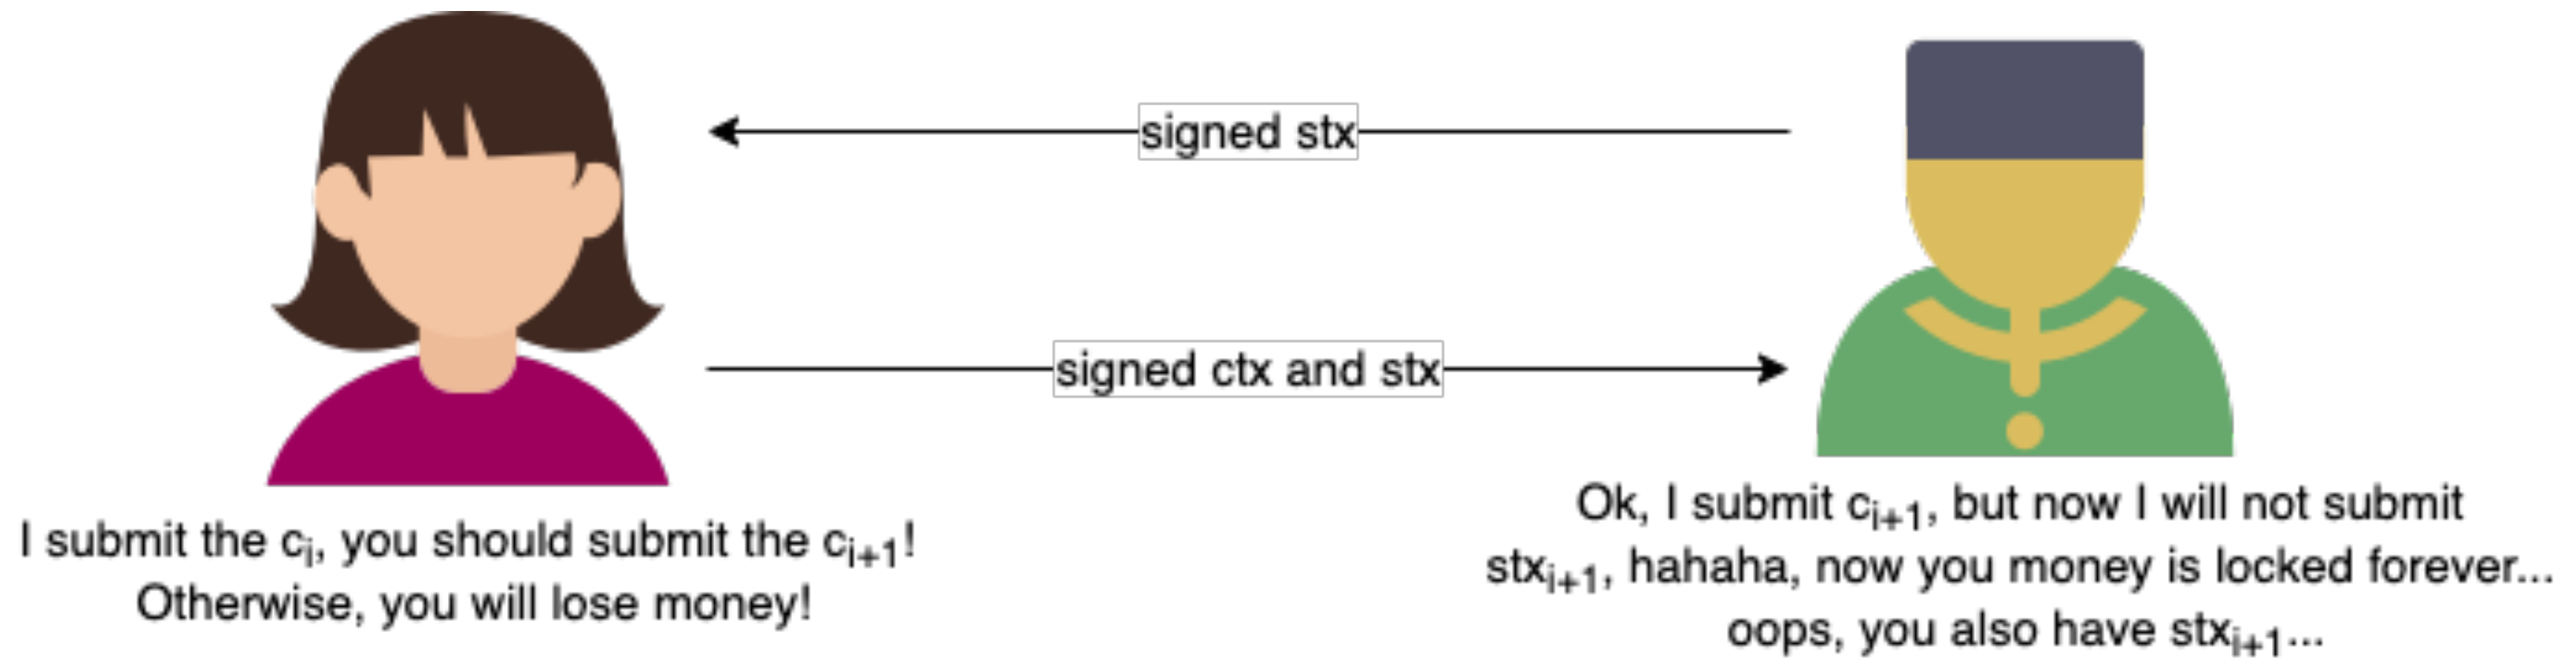 signed stx
signed ctx and stx
I submit the cᵢ, you should submit the cᵢ₊₁!
Otherwise, you will lose money!
Ok, I submit cᵢ₊₁, but now I will not submit
stxᵢ₊₁, hahaha, now you money is locked forever...
oops, you also have stxᵢ₊₁...